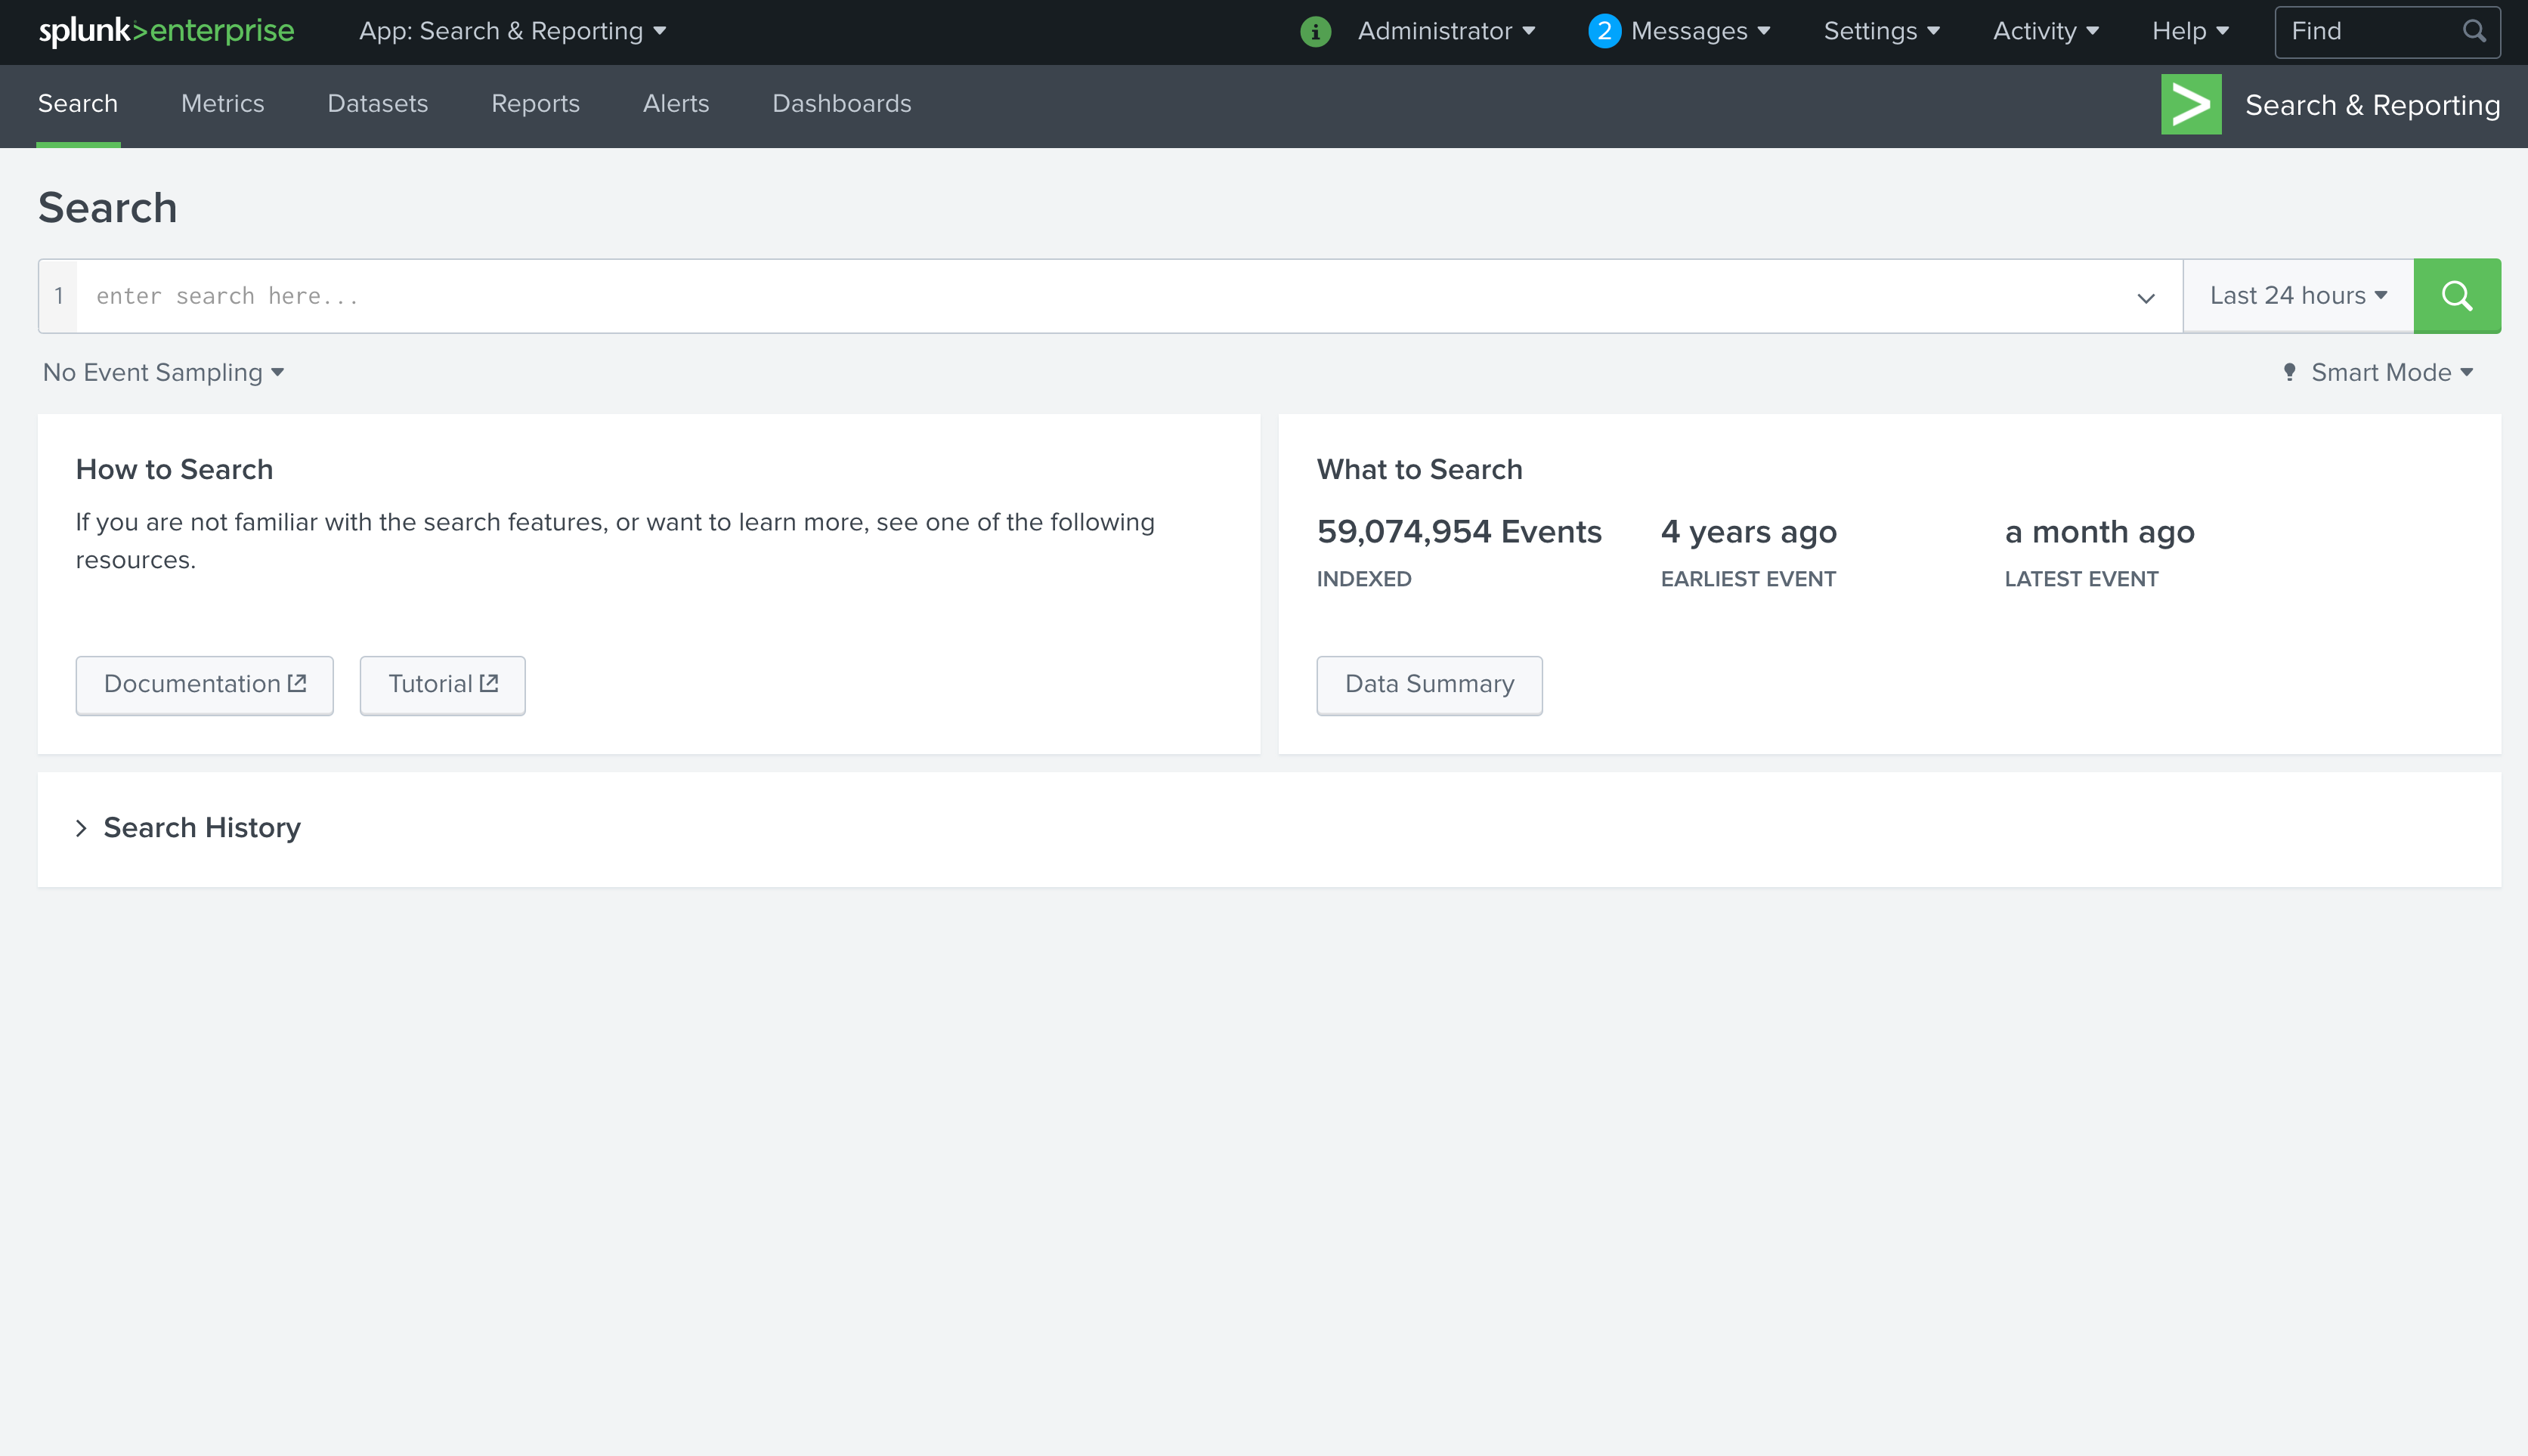 splunk>enterprise App: Search & Reporting i Administrator 2 Messages Settings Activity Help Find
Search Metrics Datasets Reports Alerts Dashboards > Search & Reporting
Search
1 enter search here... Last 24 hours
No Event Sampling Smart Mode
How to Search
If you are not familiar with the search features, or want to learn more, see one of the following
resources.
Documentation Tutorial
What to Search
59,074,954 Events 4 years ago a month ago
INDEXED EARLIEST EVENT LATEST EVENT
Data Summary
Search History